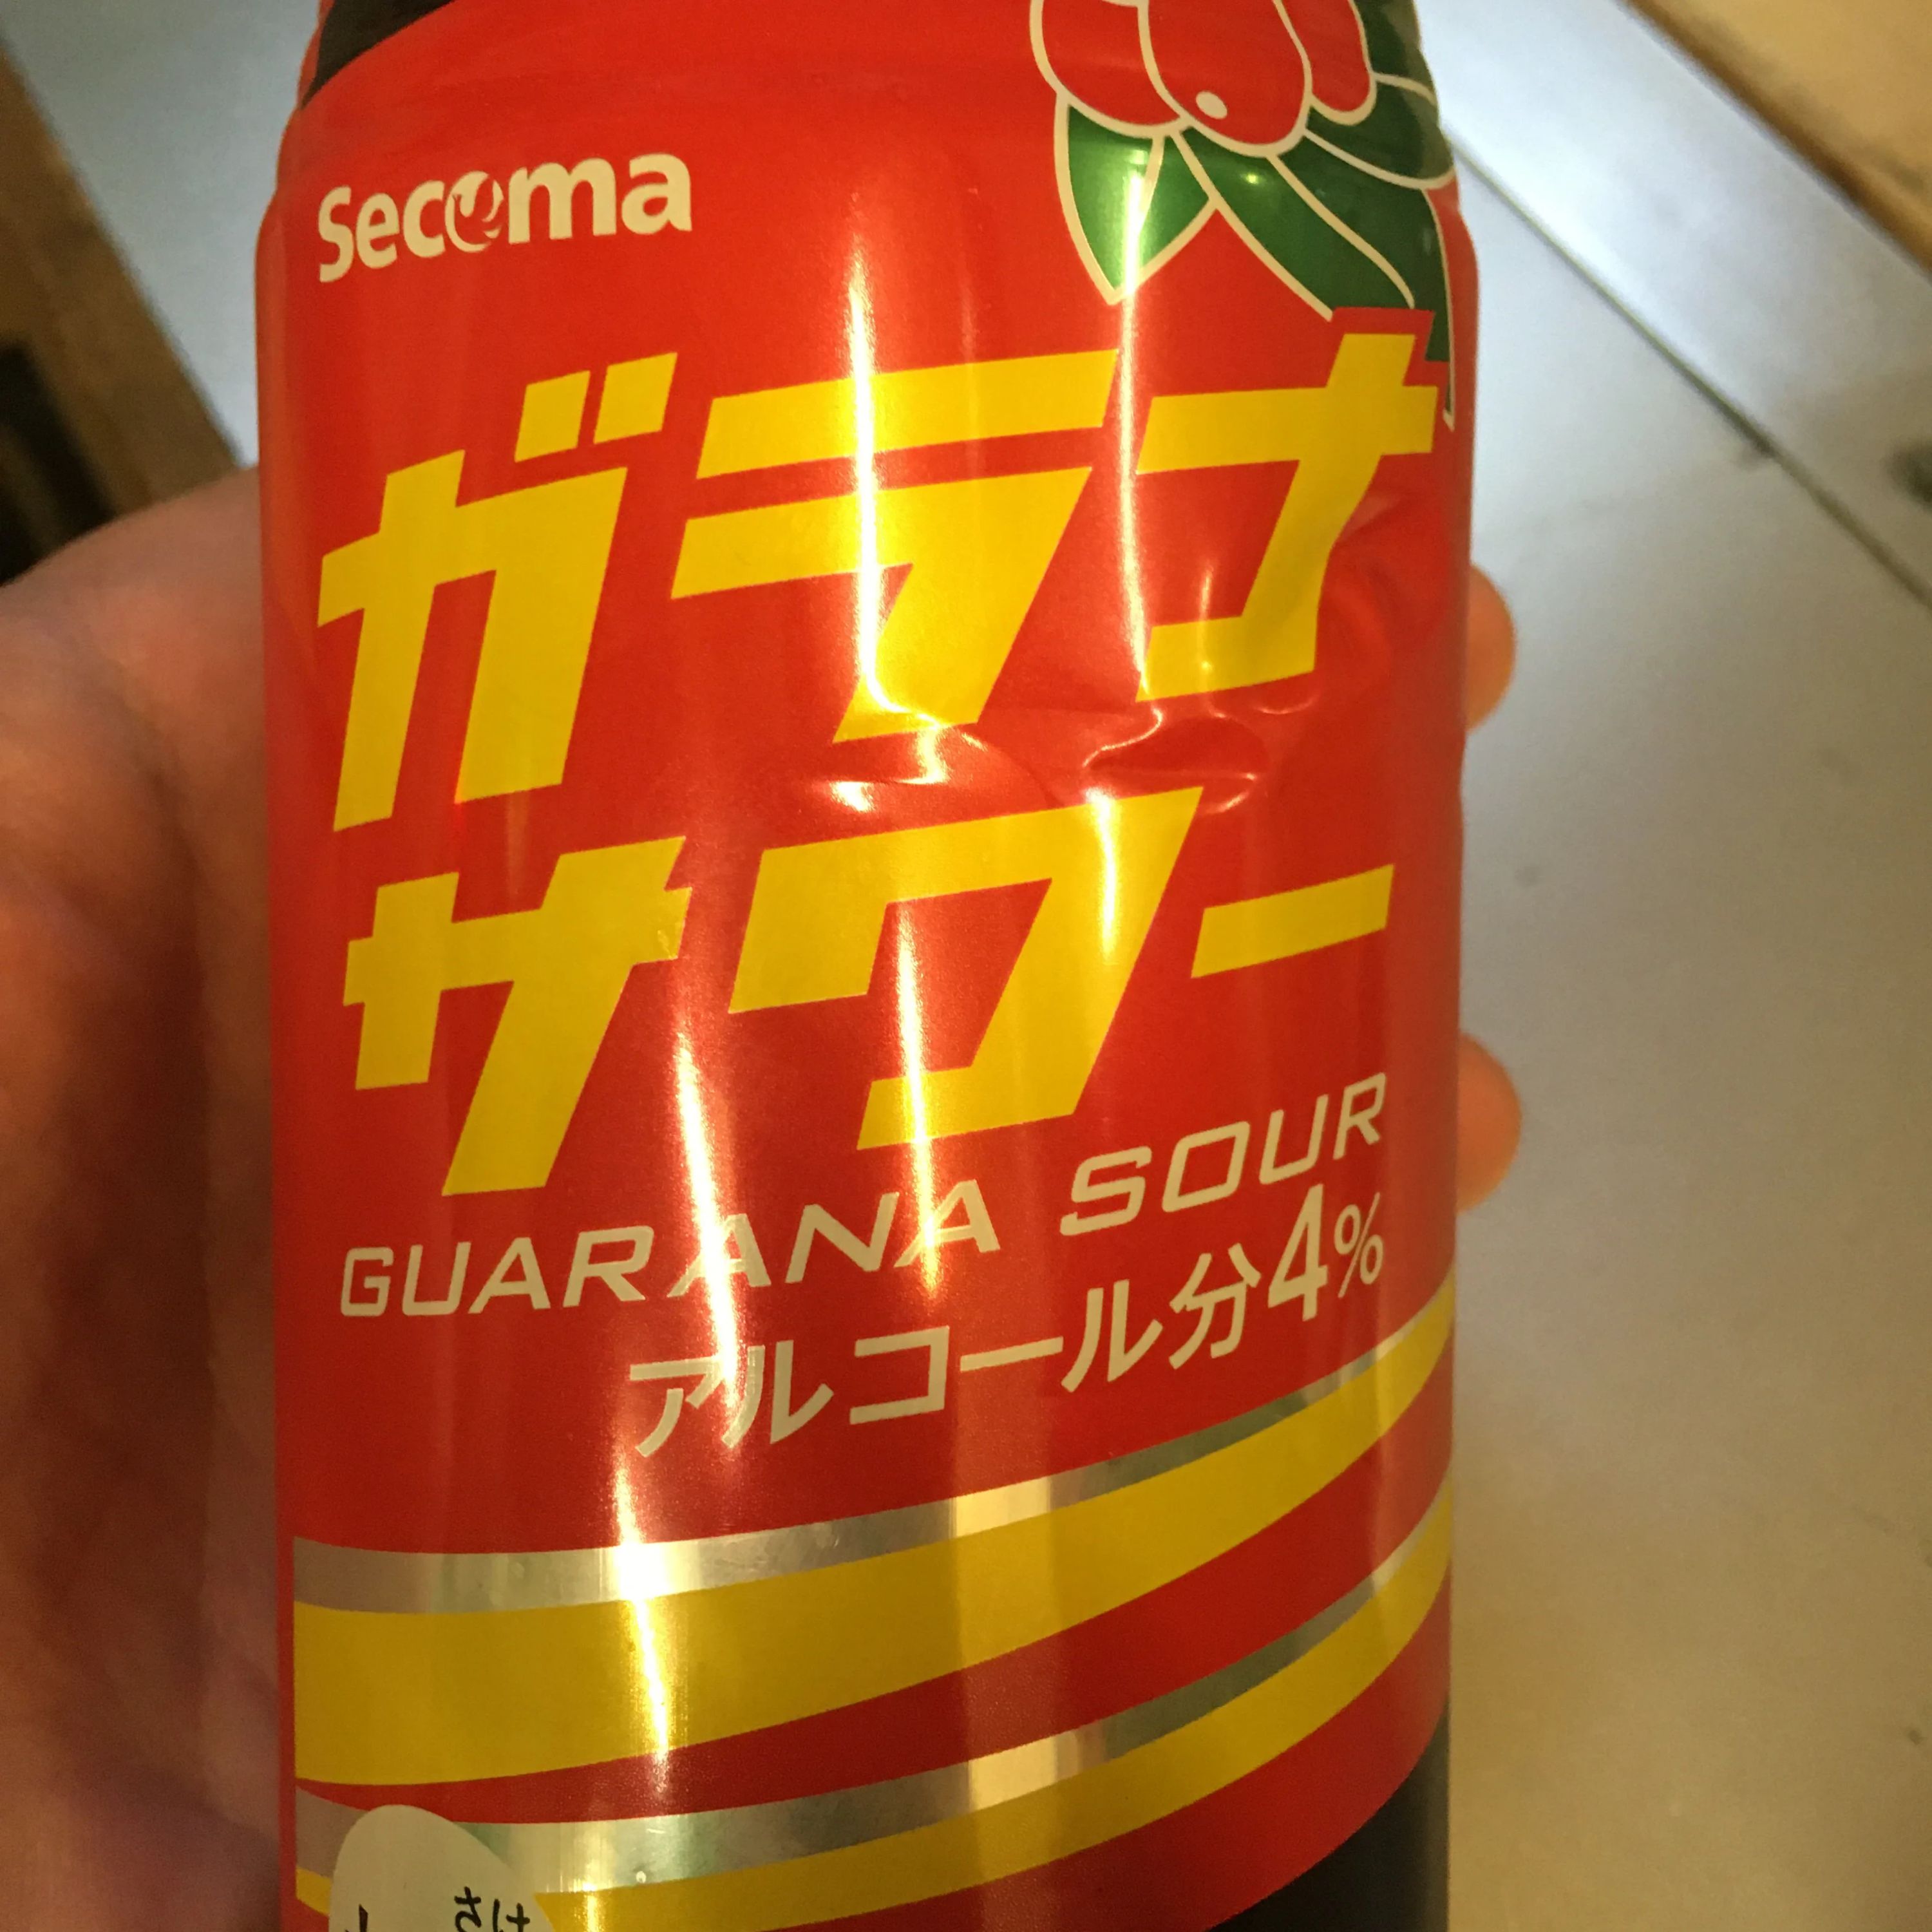 Secoma
ガラナ
サワー
GUARANA SOUR
アルコール分4%
さけ